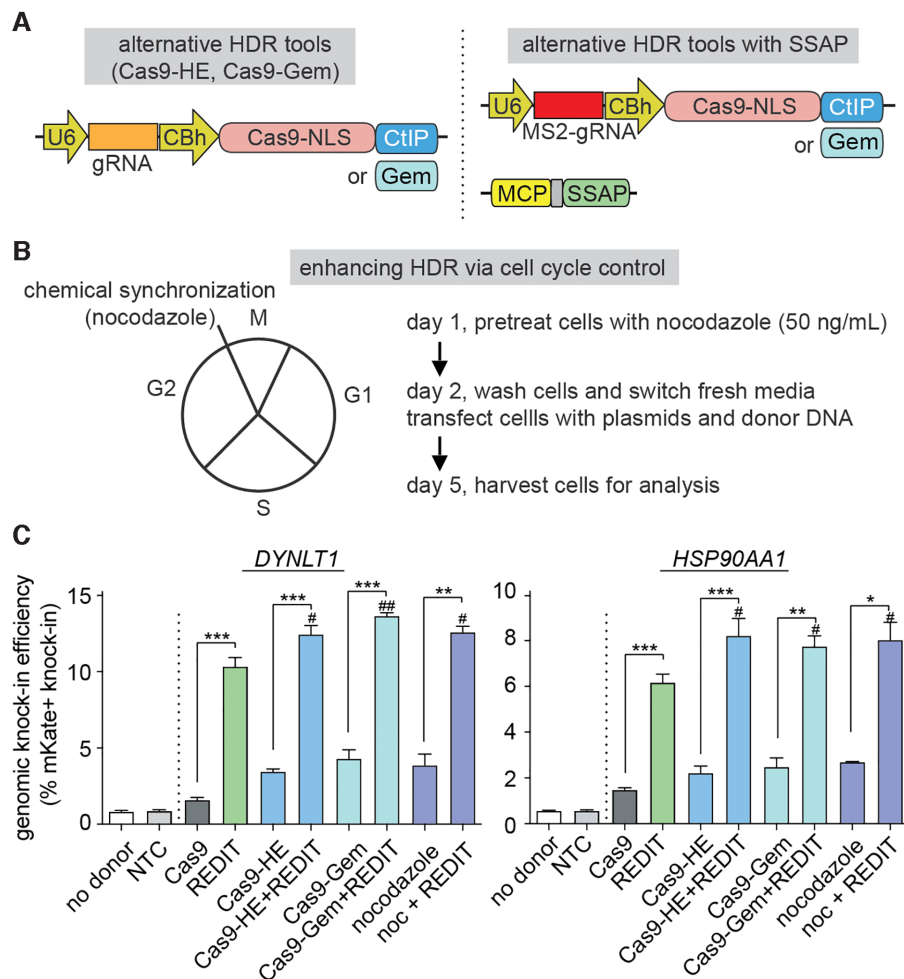 A
alternative HDR tools
(Cas9-HE, Cas9-Gem)
alternative HDR tools with SSAP
U6
gRNA
CBh
Cas9-NLS
CtIP
or
Gem
U6
MS2-gRNA
CBh
Cas9-NLS
CtIP
or
Gem
MCP
SSAP
B
enhancing HDR via cell cycle control
chemical synchronization
(nocodazole)
M
G2
G1
S
day 1, pretreat cells with nocodazole (50 ng/mL)
day 2, wash cells and switch fresh media
transfect cellls with plasmids and donor DNA
day 5, harvest cells for analysis
C
genomic knock-in efficiency
(% mKate+ knock-in)
DYNLT1
15
10
5
0
***
***
#
***
##
**
#
no donor
NTC
Cas9
REDIT
Cas9-HE
Cas9-HE+REDIT
Cas9-Gem
Cas9-Gem+REDIT
nocodazole
noc + REDIT
HSP90AA1
10
8
6
4
2
0
***
***
#
**
#
*
#
no donor
NTC
Cas9
REDIT
Cas9-HE
Cas9-HE+REDIT
Cas9-Gem
Cas9-Gem+REDIT
nocodazole
noc + REDIT